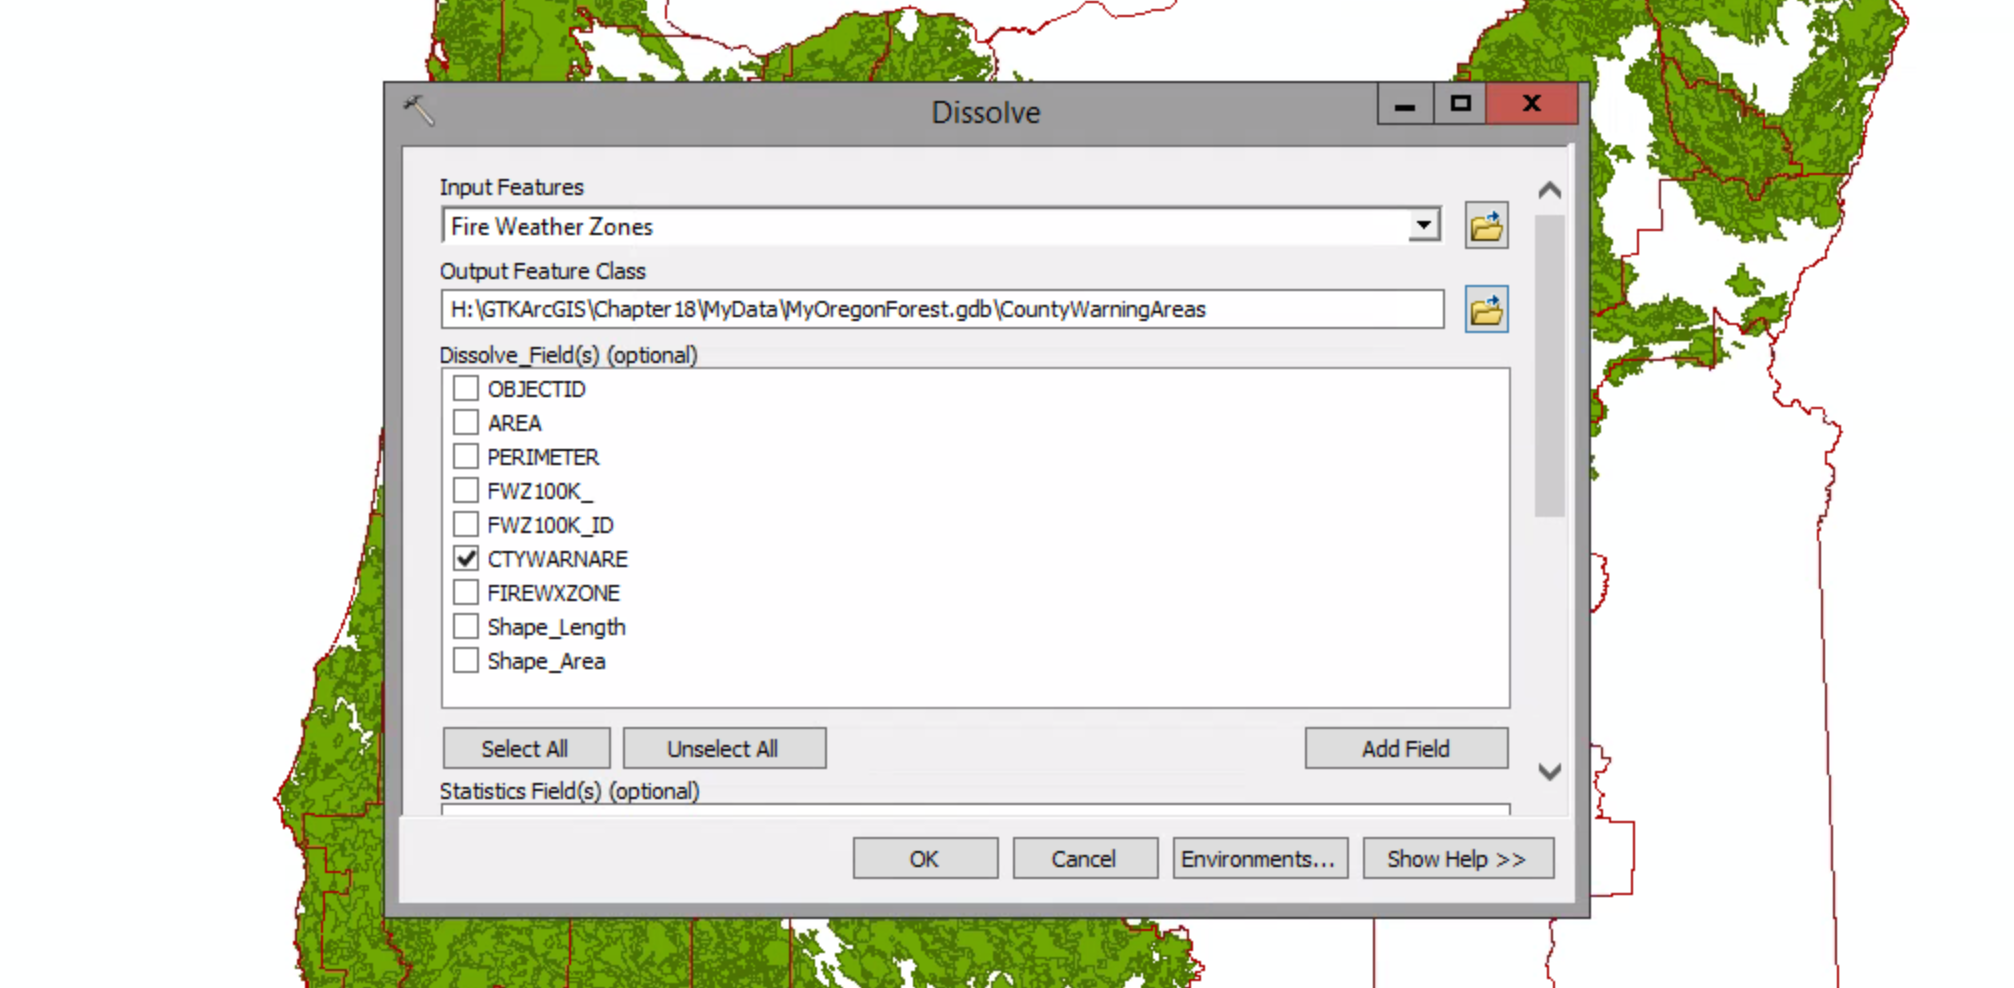 Dissolve
Input Features
Fire Weather Zones
Output Feature Class
H:\GTKArcGIS\Chapter18\MyData\MyOregonForest.gdb\CountyWarningAreas
Dissolve_Field(s) (optional)
OBJECTID
AREA
PERIMETER
FWZ100K_
FWZ100K_ID
CTYWARNARE
FIREWXZONE
Shape_Length
Shape_Area
Select All
Unselect All
Add Field
Statistics Field(s) (optional)
OK
Cancel
Environments...
Show Help >>